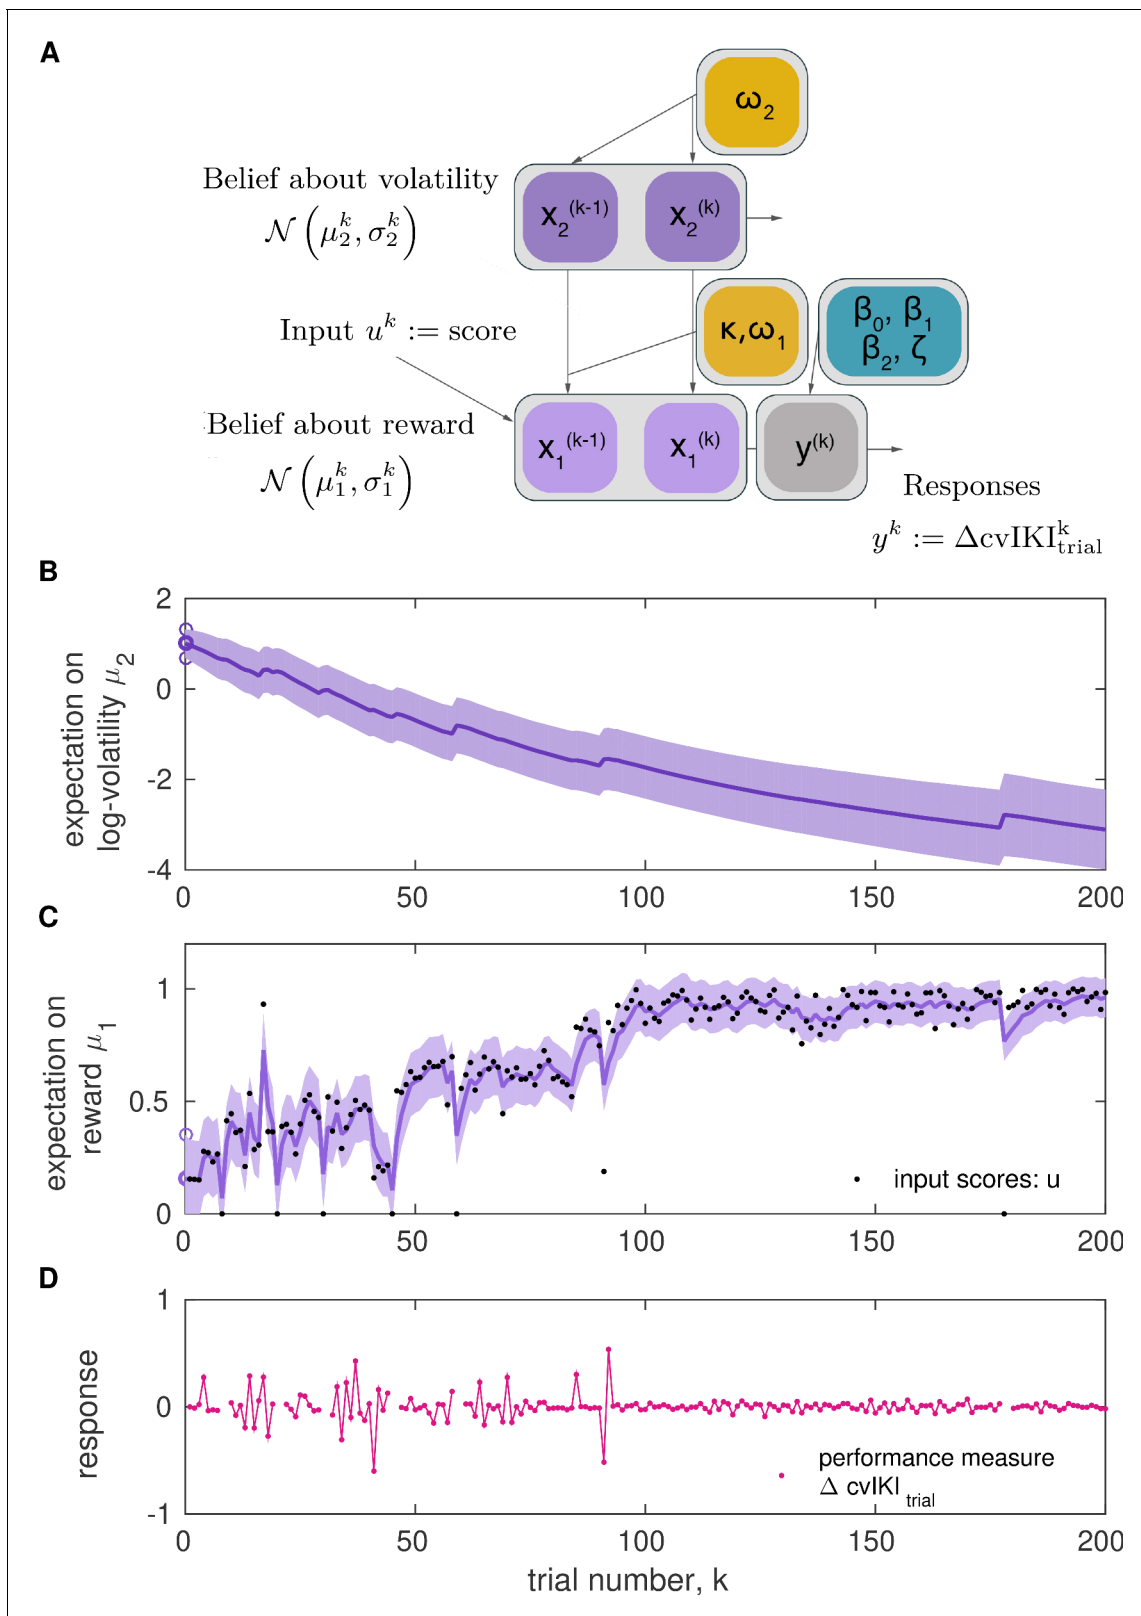 A
ω2
Belief about volatility
𝒩 (μ₂ᵏ, σ₂ᵏ)
x₂⁽ᵏ⁻¹⁾ x₂⁽ᵏ⁾
Input uᵏ := score
κ,ω₁
β₀, β₁
β₂, ζ
Belief about reward
𝒩 (μ₁ᵏ, σ₁ᵏ)
x₁⁽ᵏ⁻¹⁾ x₁⁽ᵏ⁾
y⁽ᵏ⁾
Responses
yᵏ := ΔcvIKIᵏtrial
B
expectation on
log-volatility μ₂
2
0
-2
-4
0 50 100 150 200
C
expectation on
reward μ₁
1
0.5
0
input scores: u
0 50 100 150 200
D
response
1
0
-1
performance measure
Δ cvIKI trial
0 50 100 150 200
trial number, k